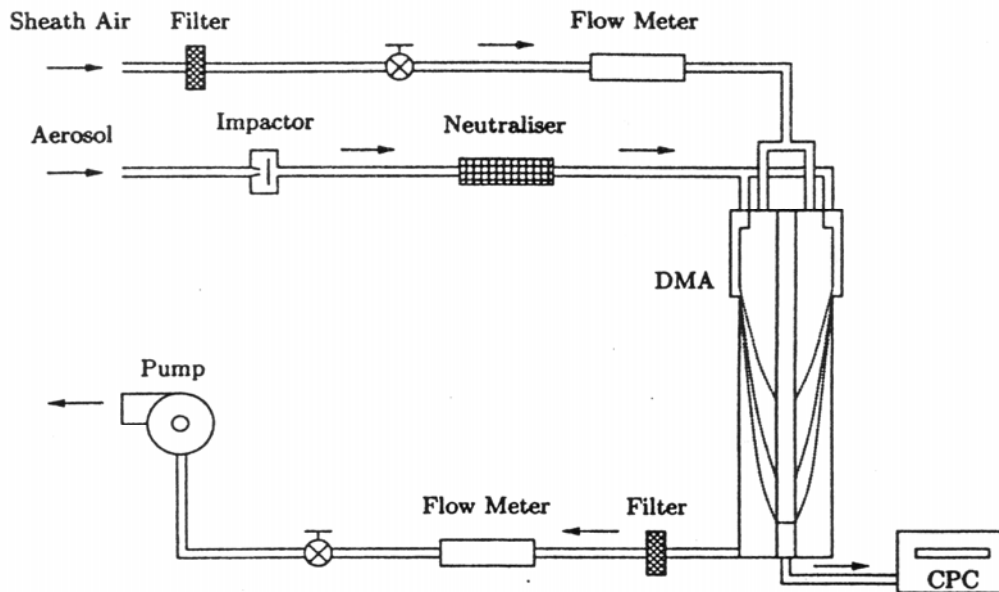 Sheath Air
Filter
Flow Meter
Aerosol
Impactor
Neutraliser
DMA
Pump
Flow Meter
Filter
CPC